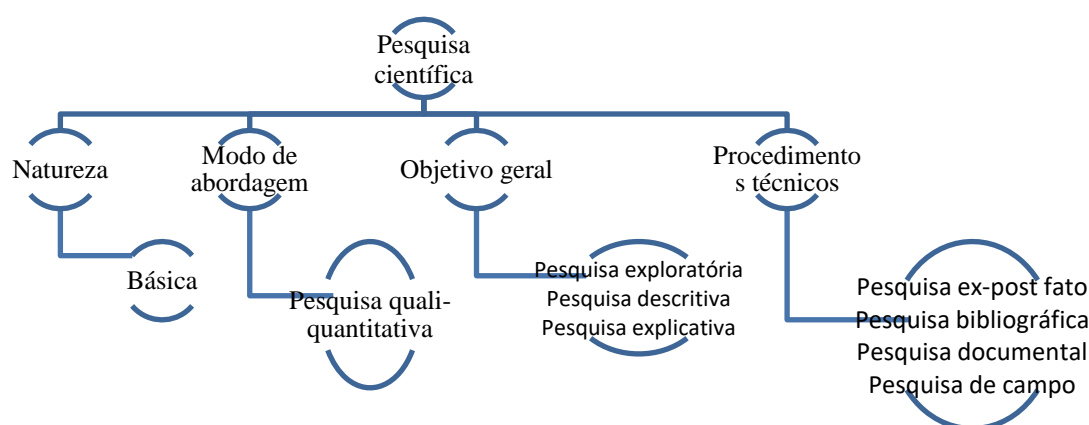 Pesquisa
científica
Natureza
Modo de
abordagem
Objetivo geral
Procedimento
s técnicos
Básica
Pesquisa quali-
quantitativa
Pesquisa exploratória
Pesquisa descritiva
Pesquisa explicativa
Pesquisa ex-post fato
Pesquisa bibliográfica
Pesquisa documental
Pesquisa de campo